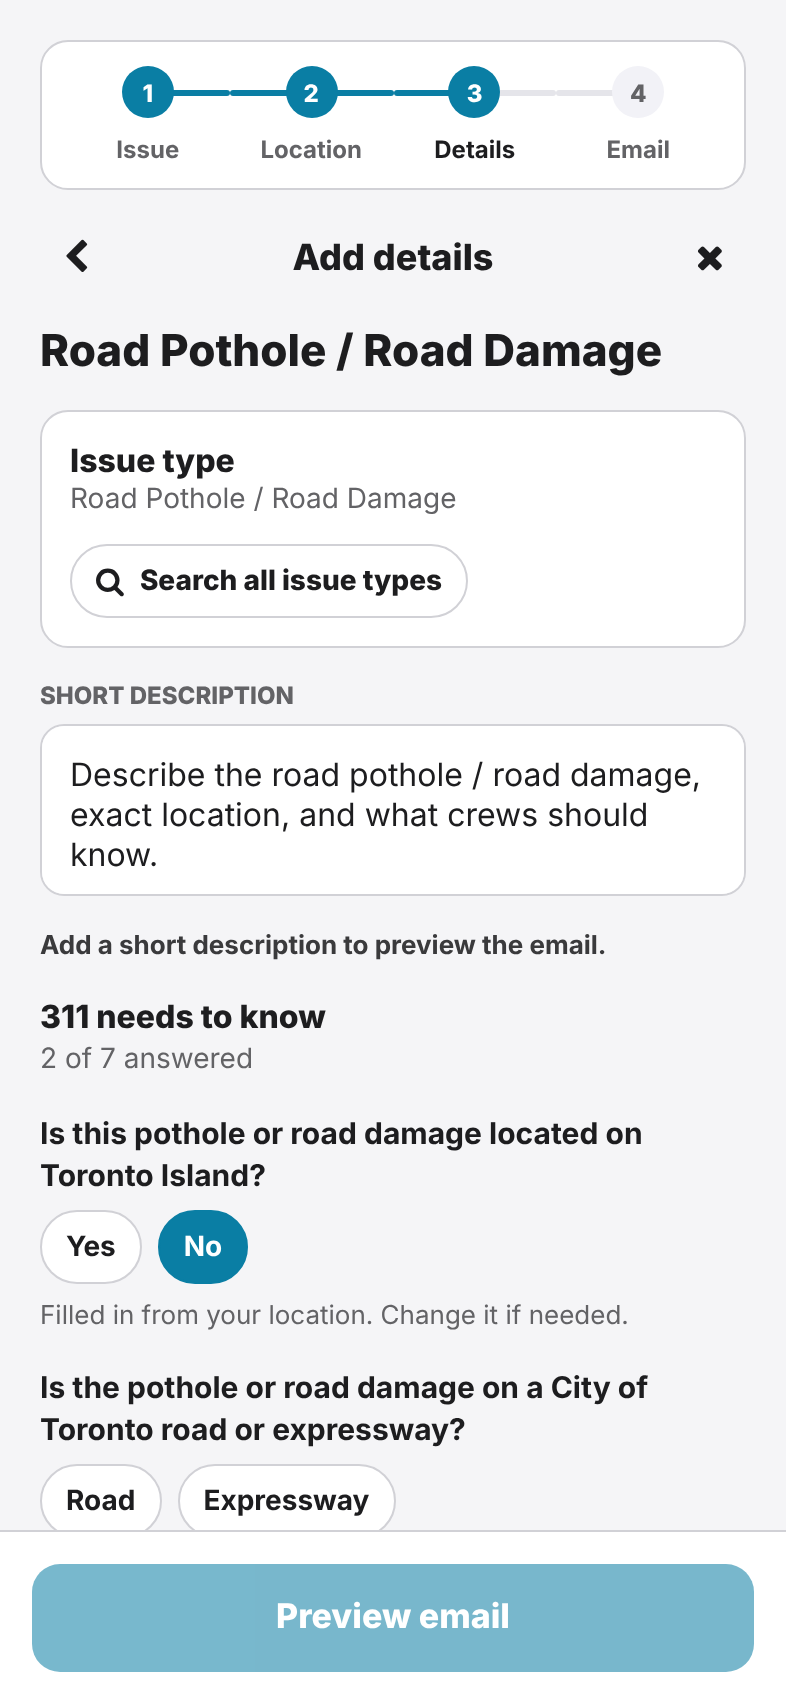 1 2 3 4
Issue Location Details Email
Add details
Road Pothole / Road Damage
Issue type
Road Pothole / Road Damage
Search all issue types
SHORT DESCRIPTION
Describe the road pothole / road damage,
exact location, and what crews should
know.
Add a short description to preview the email.
311 needs to know
2 of 7 answered
Is this pothole or road damage located on
Toronto Island?
Yes No
Filled in from your location. Change it if needed.
Is the pothole or road damage on a City of
Toronto road or expressway?
Road Expressway
Preview email